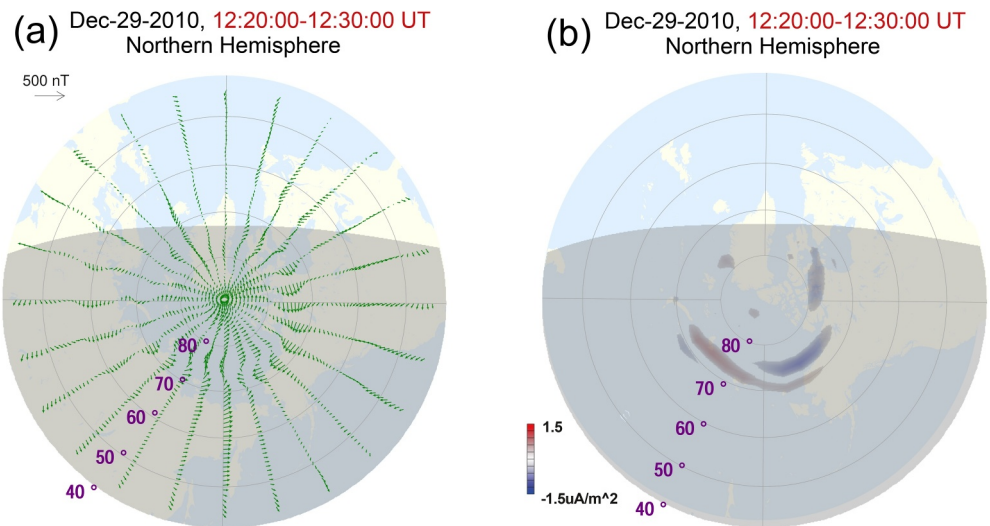 (a) Dec-29-2010, 12:20:00-12:30:00 UT
Northern Hemisphere
500 nT
80 °
70 °
60 °
50 °
40 °
(b) Dec-29-2010, 12:20:00-12:30:00 UT
Northern Hemisphere
80 °
70 °
60 °
50 °
40 °
1.5
-1.5uA/m^2